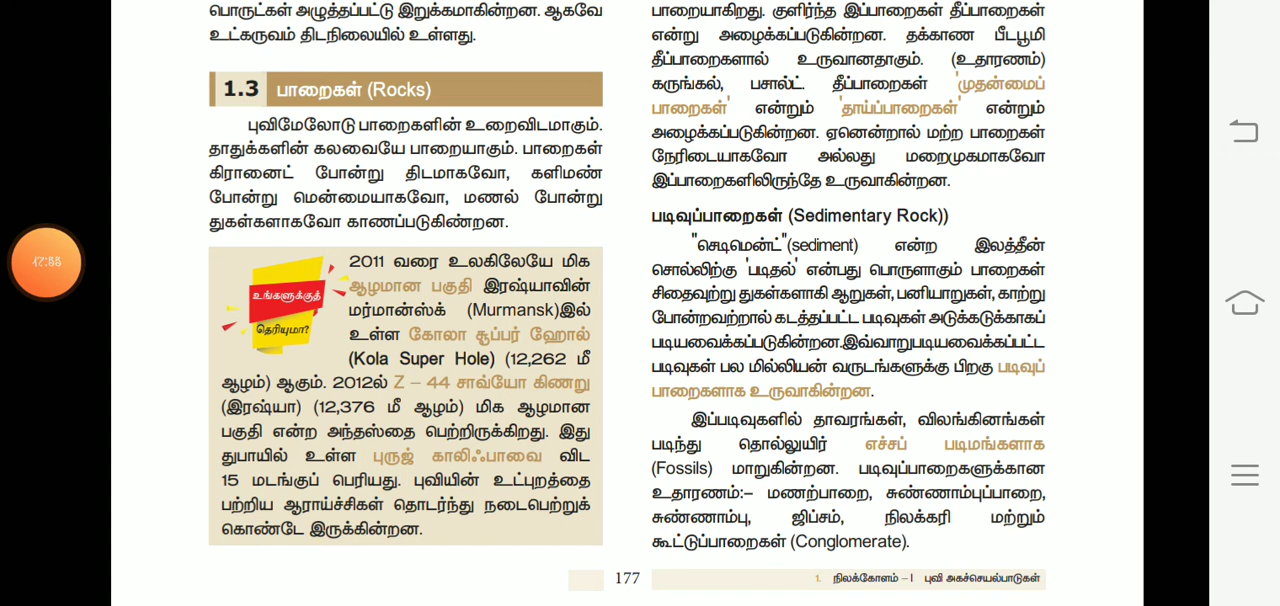 பொருட்கள் அழுத்தப்பட்டு இறுக்கமாகின்றன. ஆகவே
உட்கருவம் திடநிலையில் உள்ளது.
1.3 பாறைகள் (Rocks)
புவிமேலோடு பாறைகளின் உறைவிடமாகும்.
தாதுக்களின் கலவையே பாறையாகும். பாறைகள்
கிரானைட் போன்று திடமாகவோ, களிமண்
போன்று மென்மையாகவோ, மணல் போன்று
துகள்களாகவோ காணப்படுகிண்றன.
உங்களுக்குத்
தெரியுமா?
2011 வரை உலகிலேயே மிக
ஆழமான பகுதி இரஷ்யாவின்
மர்மான்ஸ்க் (Murmansk)இல்
உள்ள கோலா சூப்பர் ஹோல்
(Kola Super Hole) (12,262 மீ
ஆழம்) ஆகும். 2012ல் Z – 44 சாவ்யோ கிணறு
(இரஷ்யா) (12,376 மீ ஆழம்) மிக ஆழமான
பகுதி என்ற அந்தஸ்தை பெற்றிருக்கிறது. இது
துபாயில் உள்ள புருஜ் காலிஃபாவை விட
15 மடங்குப் பெரியது. புவியின் உட்புறத்தை
பற்றிய ஆராய்ச்சிகள் தொடர்ந்து நடைபெற்றுக்
கொண்டே இருக்கின்றன.
பாறையாகிறது. குளிர்ந்த இப்பாறைகள் தீப்பாறைகள்
என்று அழைக்கப்படுகின்றன. தக்காண பீடபூமி
தீப்பாறைகளால் உருவானதாகும். (உதாரணம்)
கருங்கல், பசால்ட். தீப்பாறைகள் 'முதன்மைப்
பாறைகள்' என்றும் 'தாய்ப்பாறைகள்' என்றும்
அழைக்கப்படுகின்றன. ஏனென்றால் மற்ற பாறைகள்
நேரிடையாகவோ அல்லது மறைமுகமாகவோ
இப்பாறைகளிலிருந்தே உருவாகின்றன.
படிவுப்பாறைகள் (Sedimentary Rock))
"செடிமென்ட்"(sediment) என்ற இலத்தீன்
சொல்லிற்கு 'படிதல்' என்பது பொருளாகும் பாறைகள்
சிதைவுற்று துகள்களாகி ஆறுகள், பனியாறுகள், காற்று
போன்றவற்றால் கடத்தப்பட்ட படிவுகள் அடுக்கடுக்காகப்
படியவைக்கப்படுகின்றன.இவ்வாறுபடியவைக்கப்பட்ட
படிவுகள் பல மில்லியன் வருடங்களுக்கு பிறகு படிவுப்
பாறைகளாக உருவாகின்றன.
இப்படிவுகளில் தாவரங்கள், விலங்கினங்கள்
படிந்து தொல்லுயிர் எச்சப் படிமங்களாக
(Fossils) மாறுகின்றன. படிவுப்பாறைகளுக்கான
உதாரணம்:– மணற்பாறை, சுண்ணாம்புப்பாறை,
சுண்ணாம்பு, ஜிப்சம், நிலக்கரி மற்றும்
கூட்டுப்பாறைகள் (Conglomerate).
177
1. நிலக்கோளம் – I புவி அகச்செயல்பாடுகள்